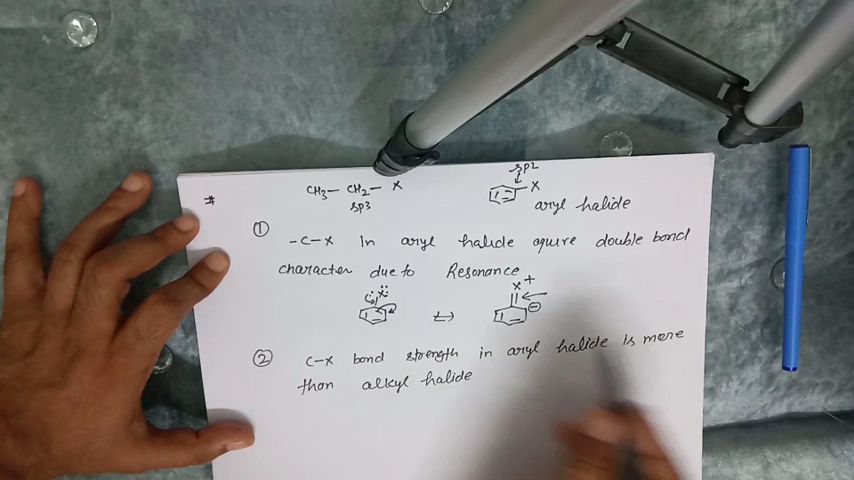 sp2
# CH3 - CH2 - X X
sp3 aryl halide
① -C-X In aryl halide aquire double bond
character due to Resonance
X X +
⇌ ⊖
② C-X bond strength in aryl halide is more
than alkyl halide